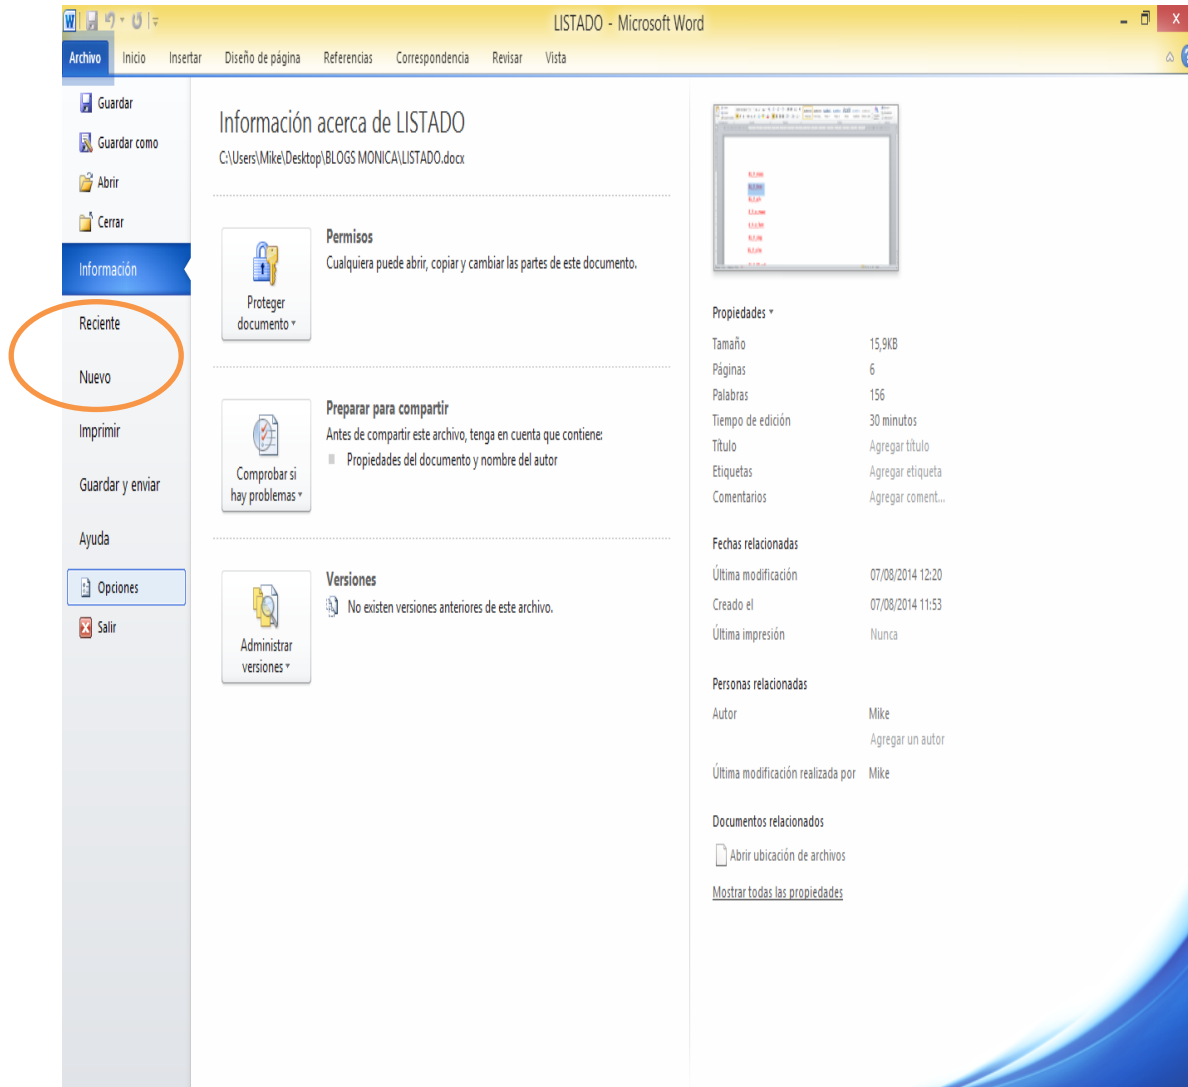 LISTADO - Microsoft Word
Archivo Inicio Insertar Diseño de página Referencias Correspondencia Revisar Vista
Guardar
Guardar como
Abrir
Cerrar
Información
Reciente
Nuevo
Imprimir
Guardar y enviar
Ayuda
Opciones
Salir
Información acerca de LISTADO
C:\Users\Mike\Desktop\BLOGS MONICA\LISTADO.docx
Proteger
documento
Permisos
Cualquiera puede abrir, copiar y cambiar las partes de este documento.
Comprobar si
hay problemas
Preparar para compartir
Antes de compartir este archivo, tenga en cuenta que contiene:
Propiedades del documento y nombre del autor
Administrar
versiones
Versiones
No existen versiones anteriores de este archivo.
Propiedades
Tamaño 15,9KB
Páginas 6
Palabras 156
Tiempo de edición 30 minutos
Título Agregar título
Etiquetas Agregar etiqueta
Comentarios Agregar coment...
Fechas relacionadas
Última modificación 07/08/2014 12:20
Creado el 07/08/2014 11:53
Última impresión Nunca
Personas relacionadas
Autor Mike
Agregar un autor
Última modificación realizada por Mike
Documentos relacionados
Abrir ubicación de archivos
Mostrar todas las propiedades